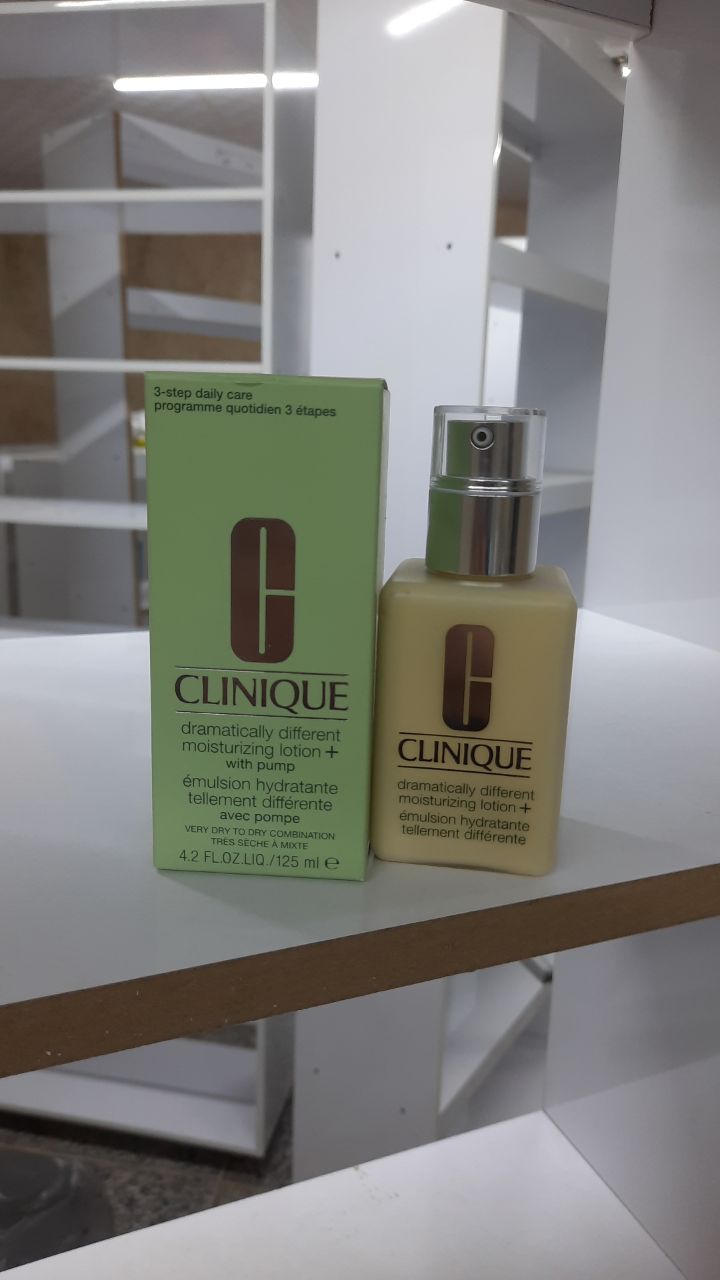 3-step daily care
programme quotidien 3 étapes
C
CLINIQUE
dramatically different
moisturizing lotion +
with pump
émulsion hydratante
tellement différente
avec pompe
VERY DRY TO DRY COMBINATION
TRÈS SÈCHE À MIXTE
4.2 FL.OZ.LIQ./125 ml ℮
C
CLINIQUE
dramatically different
moisturizing lotion +
émulsion hydratante
tellement différente